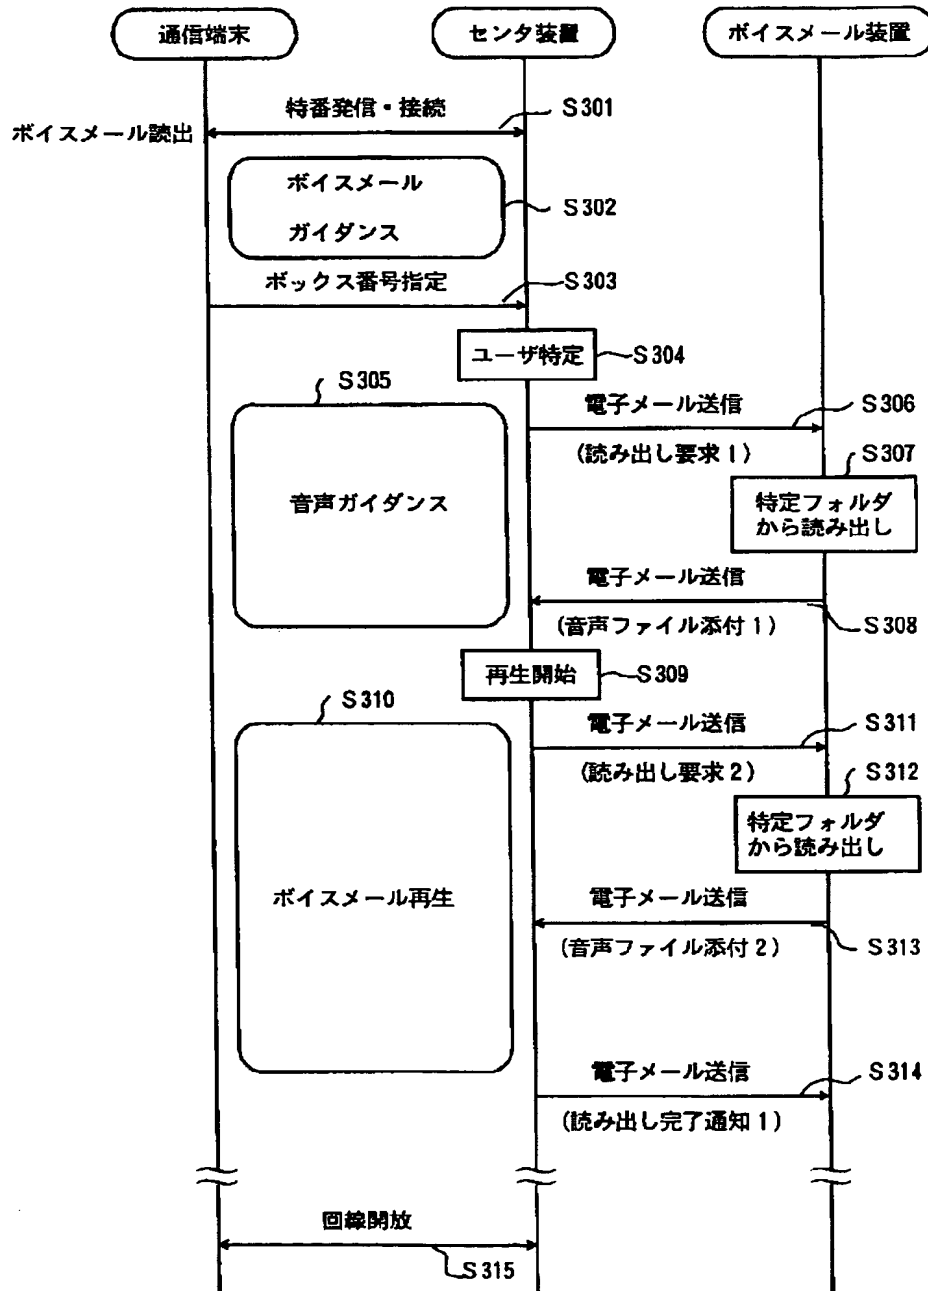 通信端末
センタ装置
ボイスメール装置
特番発信・接続
S301
ボイスメール読出
ボイスメール
ガイダンス
S302
ボックス番号指定
S303
ユーザ特定
S304
S305
電子メール送信
S306
(読み出し要求1)
S307
音声ガイダンス
特定フォルダ
から読み出し
電子メール送信
(音声ファイル添付1)
S308
再生開始
S309
S310
電子メール送信
S311
(読み出し要求2)
S312
特定フォルダ
から読み出し
ボイスメール再生
電子メール送信
(音声ファイル添付2)
S313
電子メール送信
S314
(読み出し完了通知1)
回線開放
S315